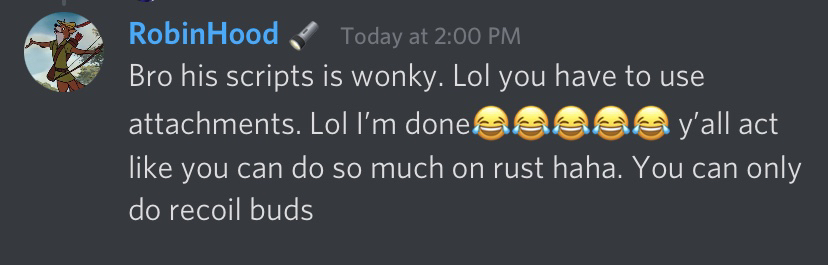 RobinHood Today at 2:00 PM
Bro his scripts is wonky. Lol you have to use
attachments. Lol I'm done😂😂😂😂😂 y'all act
like you can do so much on rust haha. You can only
do recoil buds